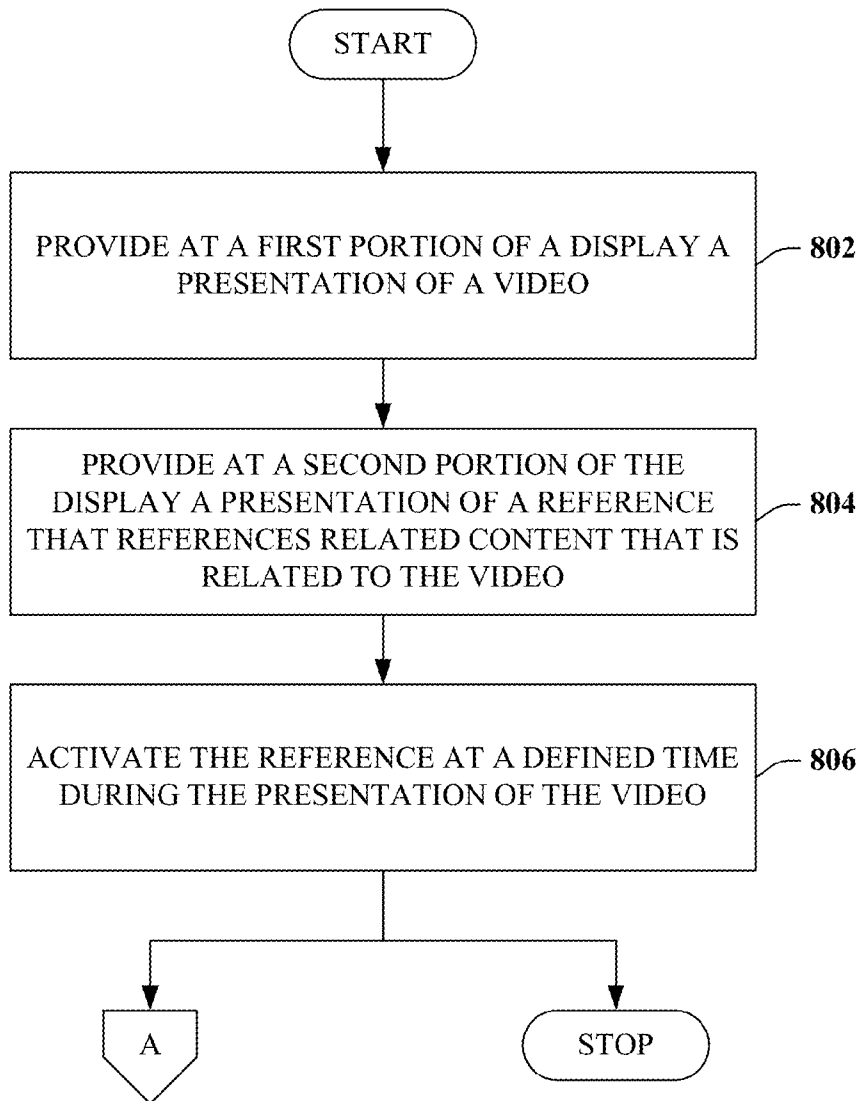 START
PROVIDE AT A FIRST PORTION OF A DISPLAY A
PRESENTATION OF A VIDEO
802
PROVIDE AT A SECOND PORTION OF THE
DISPLAY A PRESENTATION OF A REFERENCE
THAT REFERENCES RELATED CONTENT THAT IS
RELATED TO THE VIDEO
804
ACTIVATE THE REFERENCE AT A DEFINED TIME
DURING THE PRESENTATION OF THE VIDEO
806
A
STOP